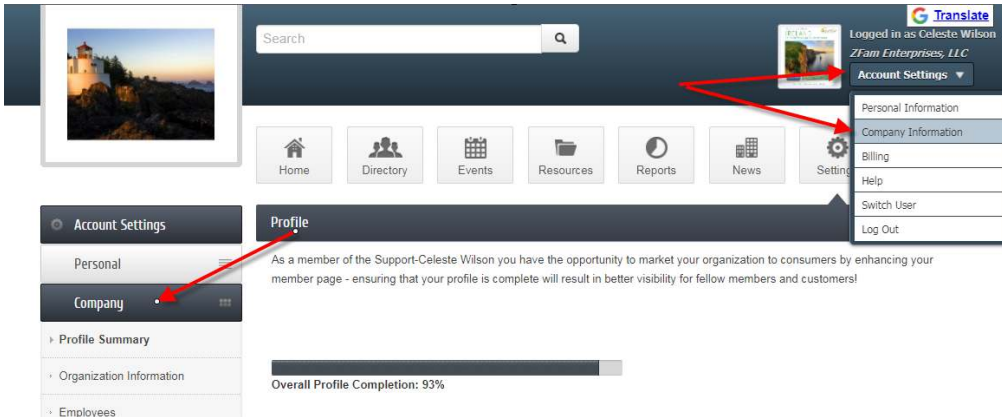 Translate
Search
Logged in as Celeste Wilson
ZFam Enterprises, LLC
Account Settings
Personal Information
Company Information
Billing
Help
Switch User
Log Out
Home
Directory
Events
Resources
Reports
News
Account Settings
Personal
Company
Profile Summary
Organization Information
Employees
Profile
As a member of the Support-Celeste Wilson you have the opportunity to market your organization to consumers by enhancing your
member page - ensuring that your profile is complete will result in better visibility for fellow members and customers!
Overall Profile Completion: 93%